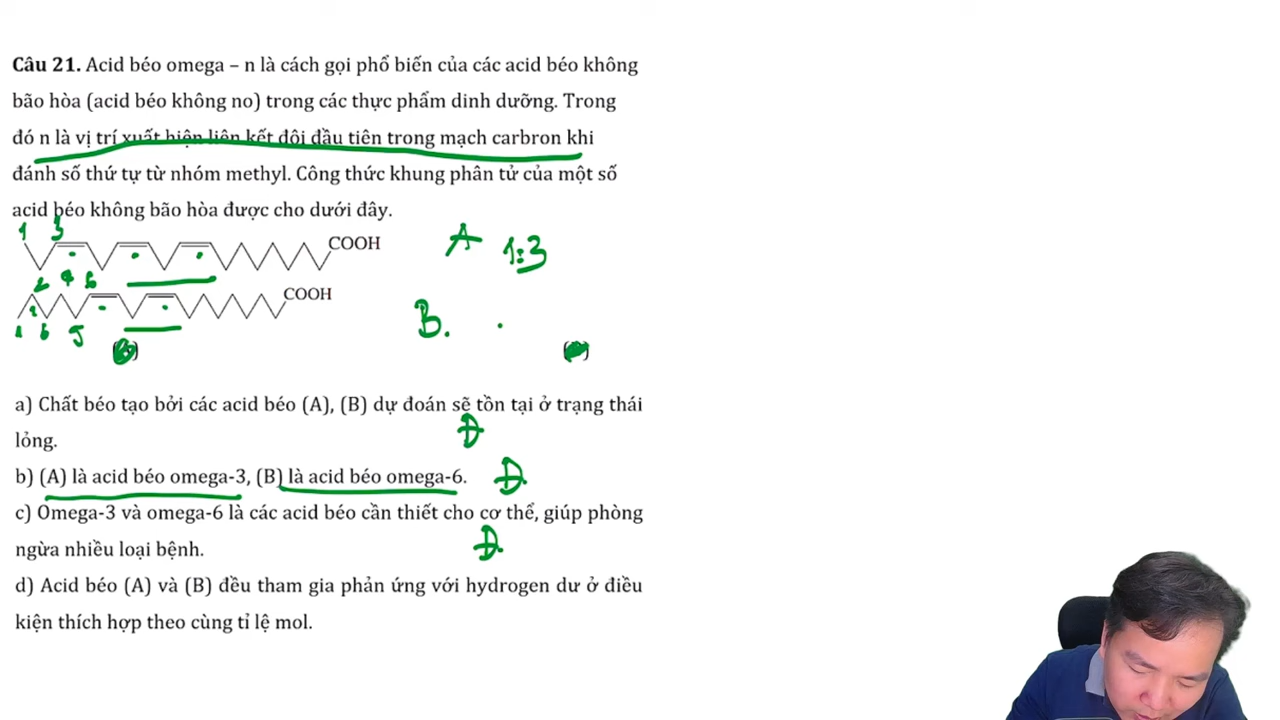 Câu 21. Acid béo omega – n là cách gọi phổ biến của các acid béo không
bão hòa (acid béo không no) trong các thực phẩm dinh dưỡng. Trong
đó n là vị trí xuất hiện liên kết đôi đầu tiên trong mạch carbron khi
đánh số thứ tự từ nhóm methyl. Công thức khung phân tử của một số
acid béo không bão hòa được cho dưới đây.
1 3
COOH
A 1:3
2 4
COOH
B.
1 5
a) Chất béo tạo bởi các acid béo (A), (B) dự đoán sẽ tồn tại ở trạng thái
lỏng.
Đ
b) (A) là acid béo omega-3, (B) là acid béo omega-6.
Đ.
c) Omega-3 và omega-6 là các acid béo cần thiết cho cơ thể, giúp phòng
ngừa nhiều loại bệnh.
Đ.
d) Acid béo (A) và (B) đều tham gia phản ứng với hydrogen dư ở điều
kiện thích hợp theo cùng tỉ lệ mol.